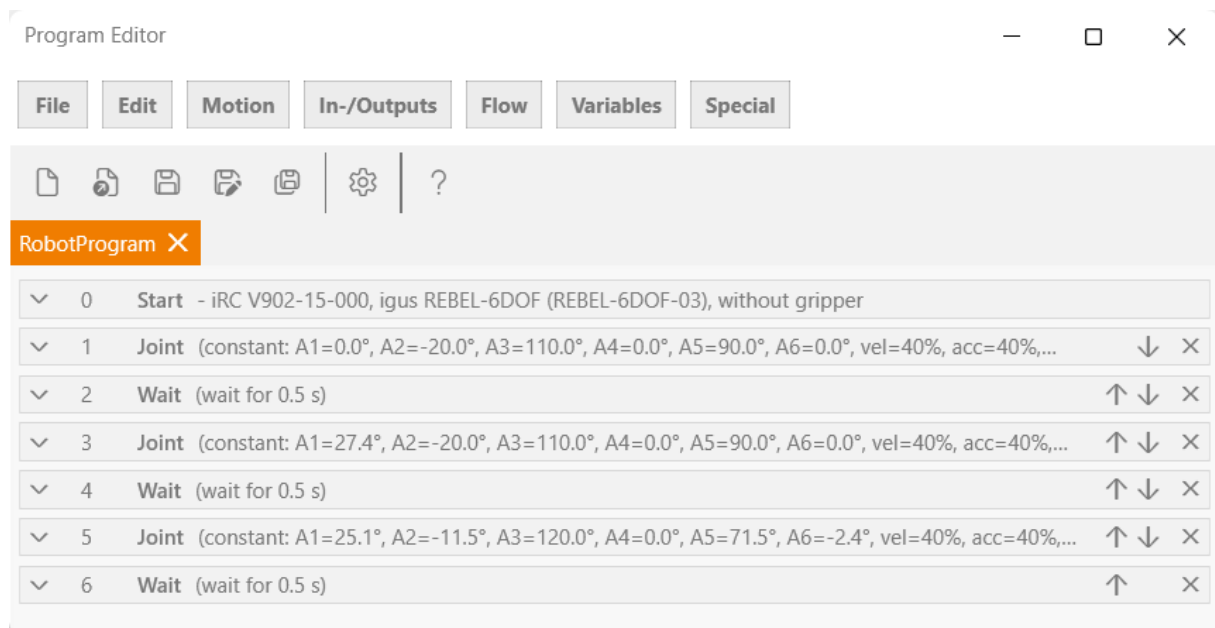 Program Editor
File Edit Motion In-/Outputs Flow Variables Special
?
RobotProgram
0 Start - iRC V902-15-000, igus REBEL-6DOF (REBEL-6DOF-03), without gripper
1 Joint (constant: A1=0.0°, A2=-20.0°, A3=110.0°, A4=0.0°, A5=90.0°, A6=0.0°, vel=40%, acc=40%,...
2 Wait (wait for 0.5 s)
3 Joint (constant: A1=27.4°, A2=-20.0°, A3=110.0°, A4=0.0°, A5=90.0°, A6=0.0°, vel=40%, acc=40%,...
4 Wait (wait for 0.5 s)
5 Joint (constant: A1=25.1°, A2=-11.5°, A3=120.0°, A4=0.0°, A5=71.5°, A6=-2.4°, vel=40%, acc=40%,...
6 Wait (wait for 0.5 s)